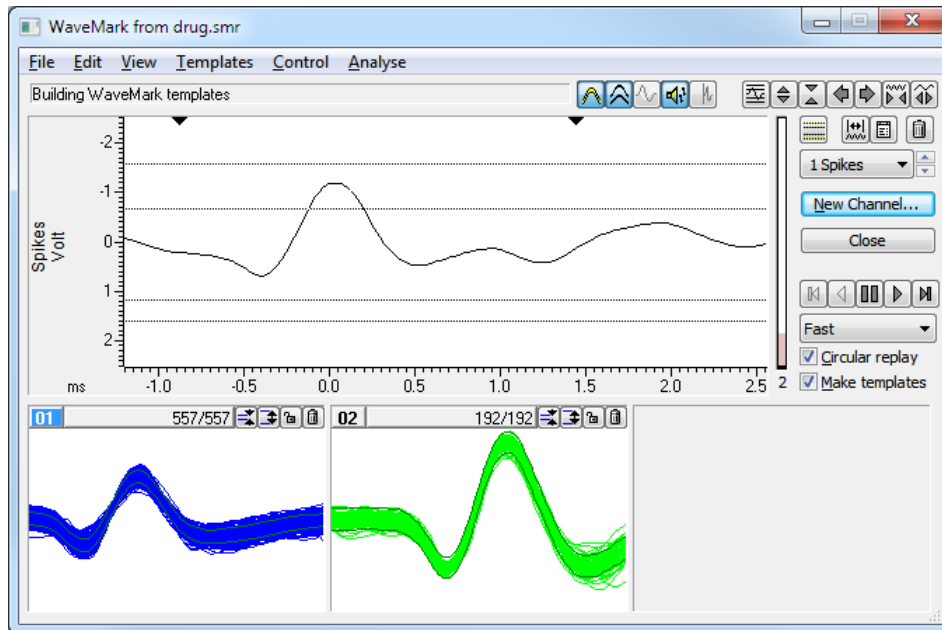 WaveMark from drug.smr
File Edit View Templates Control Analyse
Building WaveMark templates
-2
-1
0
1
2
Spikes
Volt
ms -1.0 -0.5 0.0 0.5 1.0 1.5 2.0 2.5 2
1 Spikes
New Channel...
Close
Fast
Circular replay
Make templates
01 557/557 02 192/192